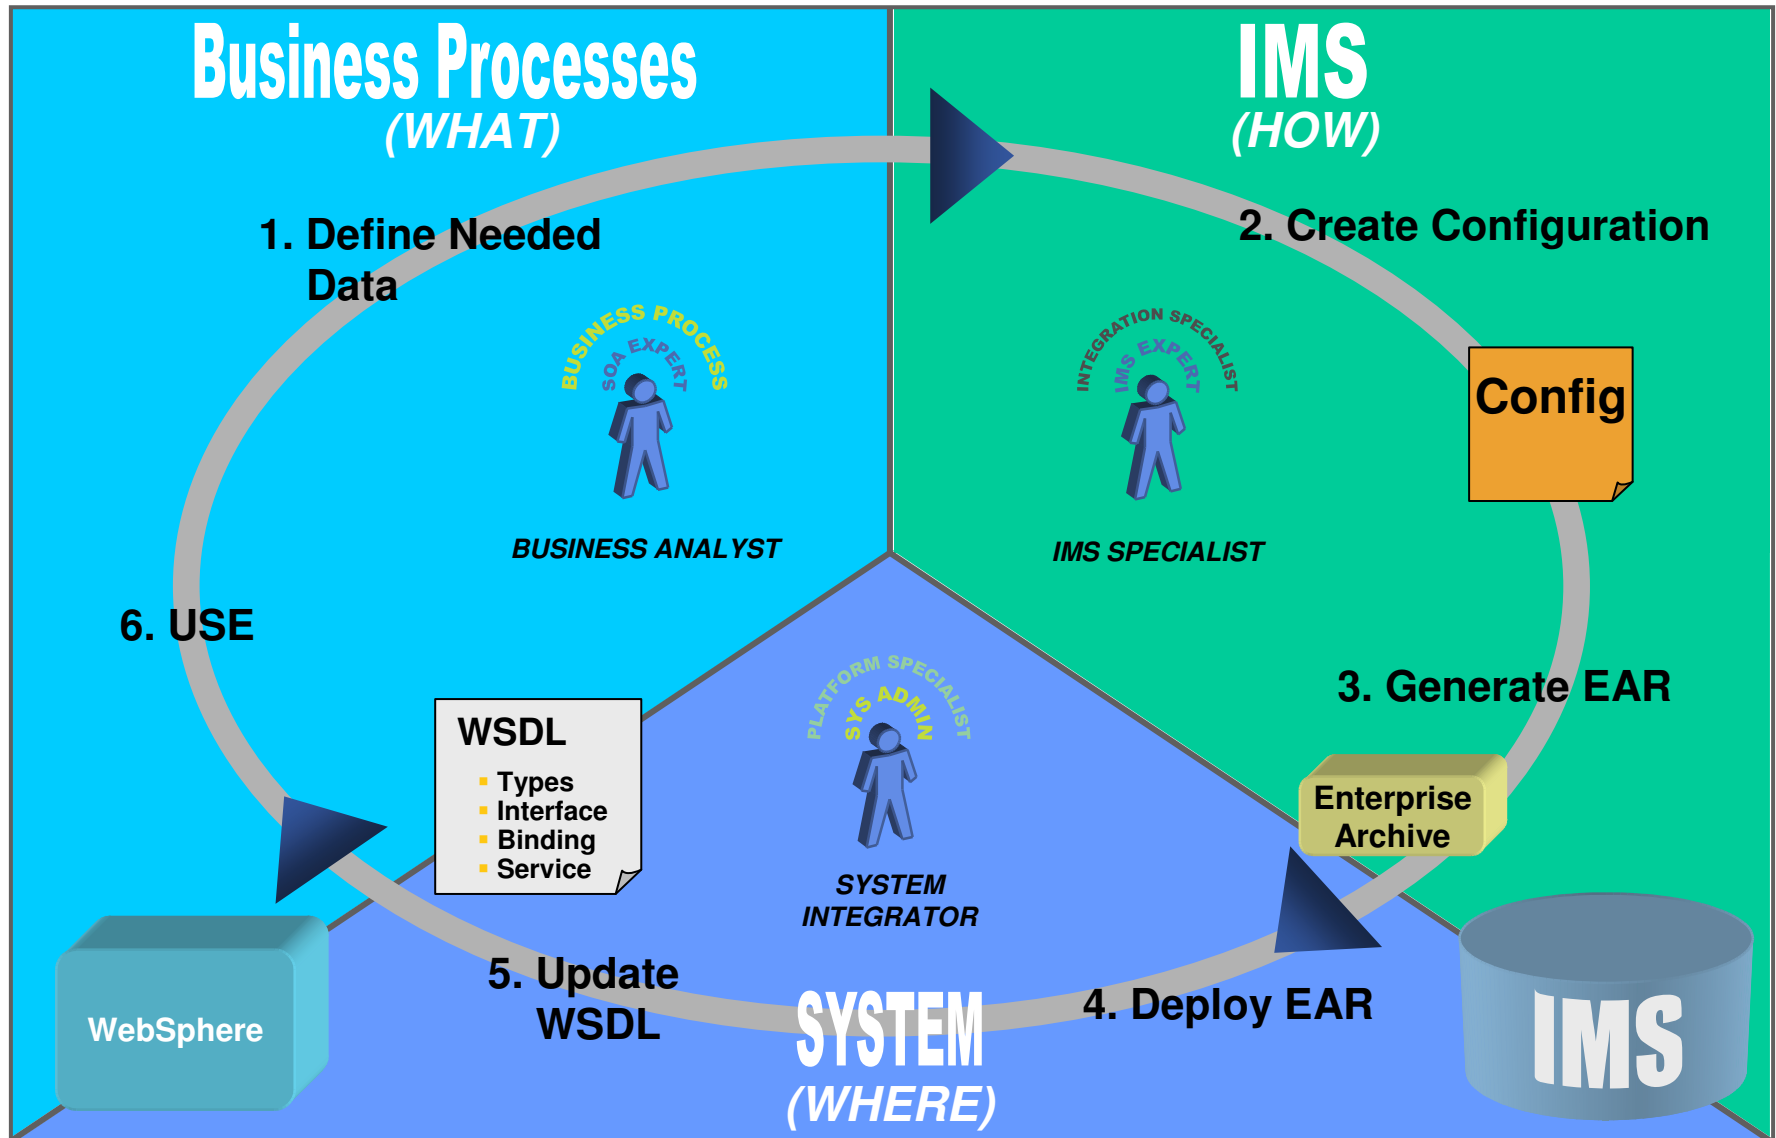 Business Processes
(WHAT)
IMS
(HOW)
1. Define Needed
Data
2. Create Configuration
BUSINESS PROCESS
SOA EXPERT
BUSINESS ANALYST
INTEGRATION SPECIALIST
IMS EXPERT
IMS SPECIALIST
Config
6. USE
3. Generate EAR
WSDL
Types
Interface
Binding
Service
PLATFORM SPECIALIST
SYS ADMIN
SYSTEM
INTEGRATOR
Enterprise
Archive
5. Update
WSDL
4. Deploy EAR
WebSphere
SYSTEM
(WHERE)
IMS